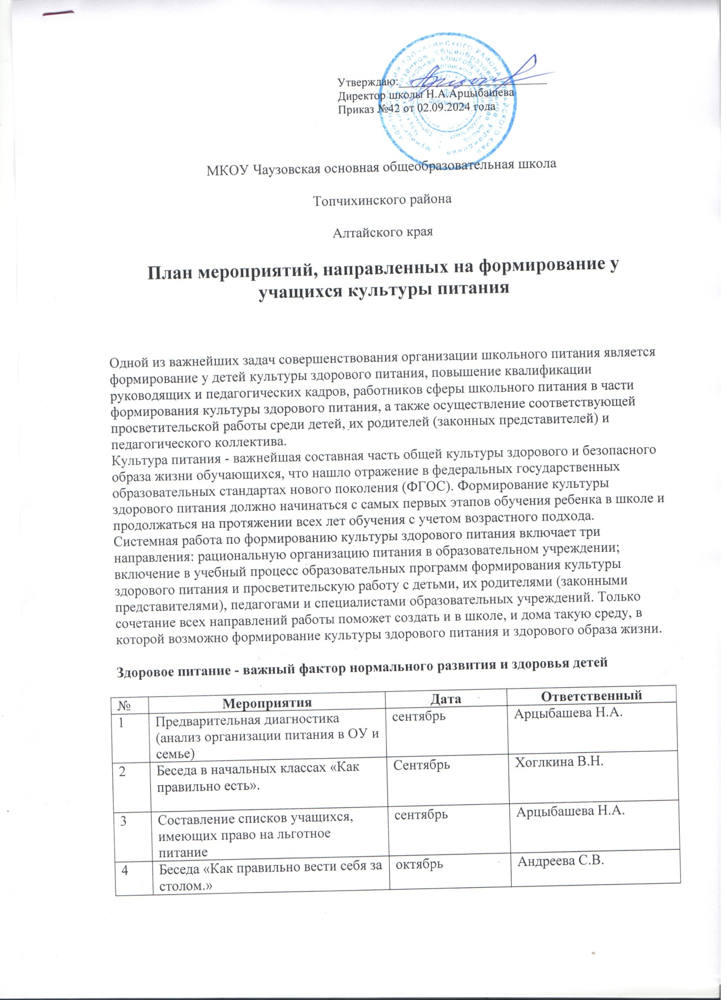 Утверждаю:
Директор школы Н.А.Арцыбашева
Приказ №42 от 02.09.2024 года
МКОУ Чаузовская основная общеобразовательная школа
Топчихинского района
Алтайского края
План мероприятий, направленных на формирование у
учащихся культуры питания
Одной из важнейших задач совершенствования организации школьного питания является
формирование у детей культуры здорового питания, повышение квалификации
руководящих и педагогических кадров, работников сферы школьного питания в части
формирования культуры здорового питания, а также осуществление соответствующей
просветительской работы среди детей, их родителей (законных представителей) и
педагогического коллектива.
Культура питания - важнейшая составная часть общей культуры здорового и безопасного
образа жизни обучающихся, что нашло отражение в федеральных государственных
образовательных стандартах нового поколения (ФГОС). Формирование культуры
здорового питания должно начинаться с самых первых этапов обучения ребенка в школе и
продолжаться на протяжении всех лет обучения с учетом возрастного подхода.
Системная работа по формированию культуры здорового питания включает три
направления: рациональную организацию питания в образовательном учреждении;
включение в учебный процесс образовательных программ формирования культуры
здорового питания и просветительскую работу с детьми, их родителями (законными
представителями), педагогами и специалистами образовательных учреждений. Только
сочетание всех направлений работы поможет создать и в школе, и дома такую среду, в
которой возможно формирование культуры здорового питания и здорового образа жизни.
Здоровое питание - важный фактор нормального развития и здоровья детей
№ Мероприятия Дата Ответственный
1 Предварительная диагностика сентябрь Арцыбашева Н.А.
(анализ организации питания в ОУ и
семье)
2 Беседа в начальных классах «Как Сентябрь Хоглкина В.Н.
правильно есть».
3 Составление списков учащихся, сентябрь Арцыбашева Н.А.
имеющих право на льготное
питание
4 Беседа «Как правильно вести себя за октябрь Андреева С.В.
столом.»